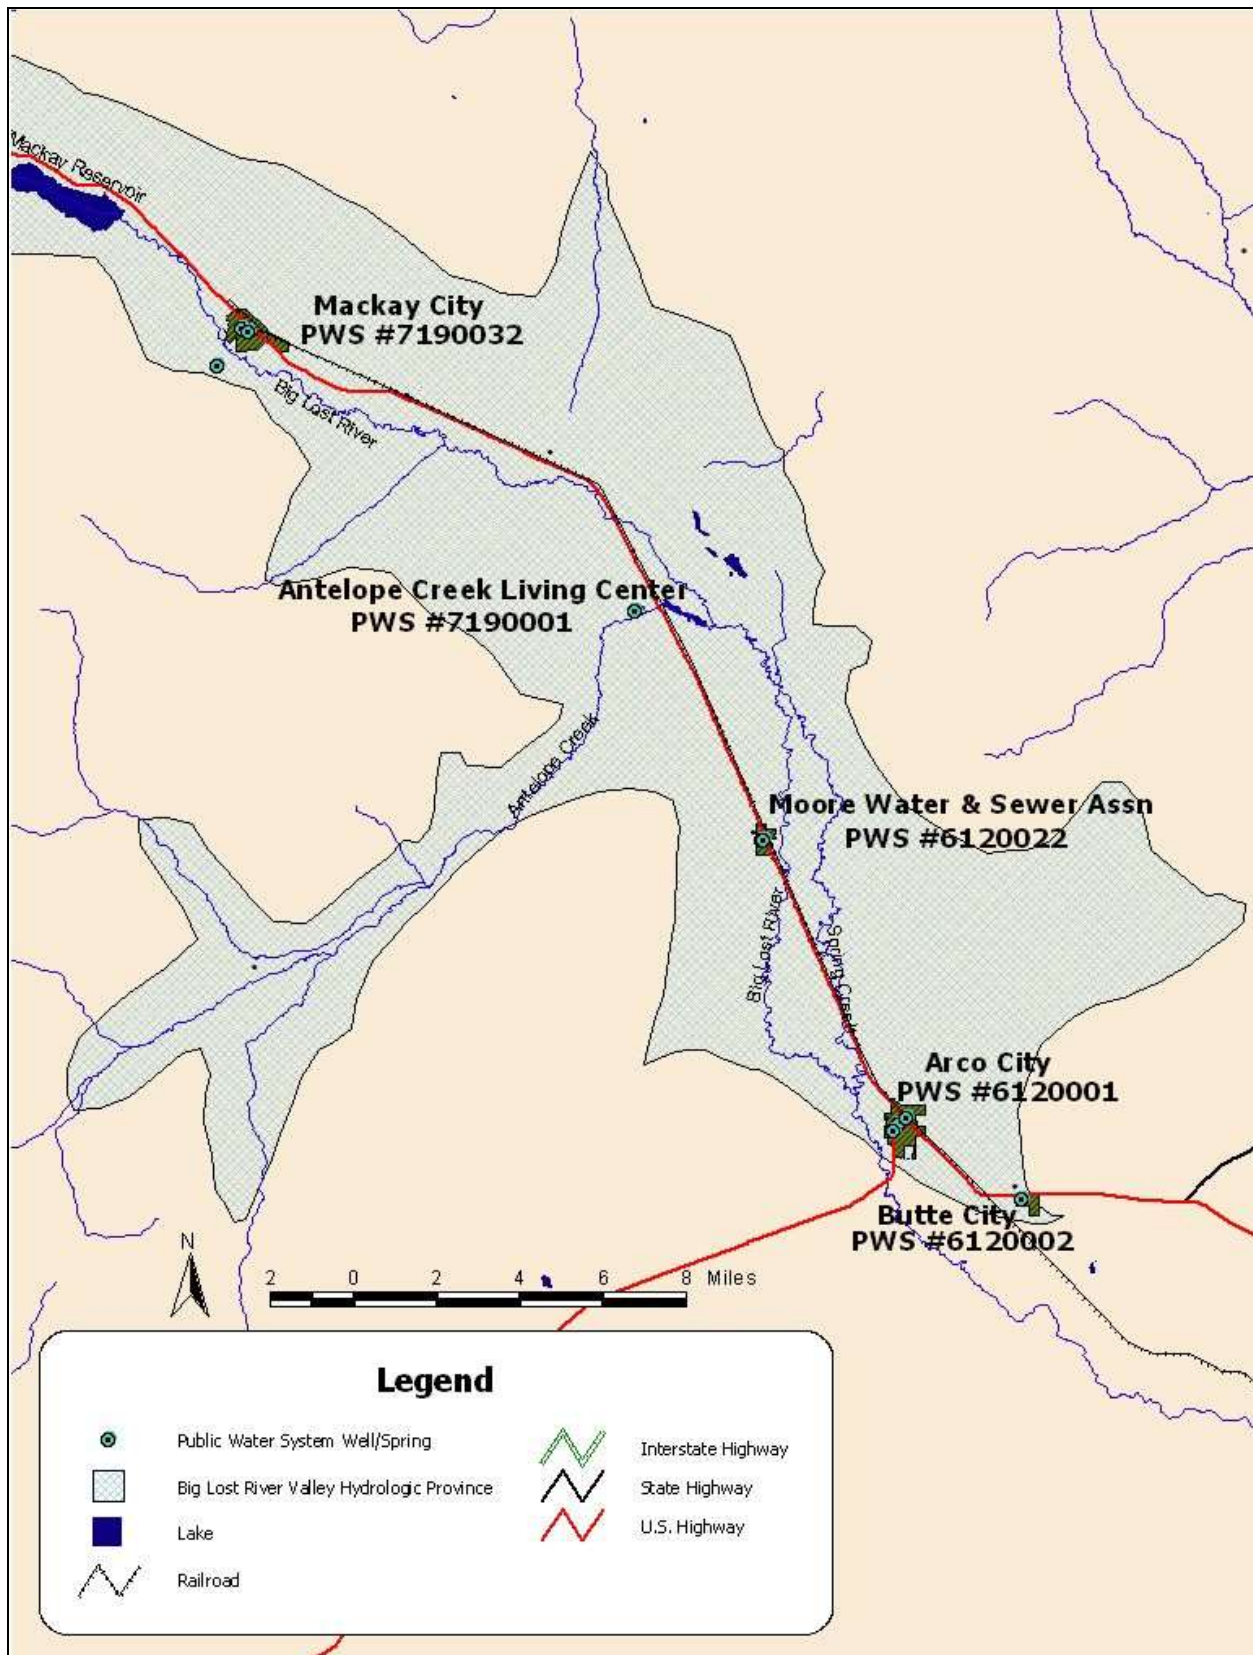 Mackay Reservoir
Mackay City
PWS #7190032
Big Lost River
Antelope Creek Living Center
PWS #7190001
Antelope Creek
Moore Water & Sewer Assn
PWS #6120022
Big Lost River
Spring Creek
Arco City
PWS #6120001
Butte City
PWS #6120002
N
2 0 2 4 6 8 Miles
Legend
Public Water System Well/Spring
Big Lost River Valley Hydrologic Province
Lake
Railroad
Interstate Highway
State Highway
U.S. Highway